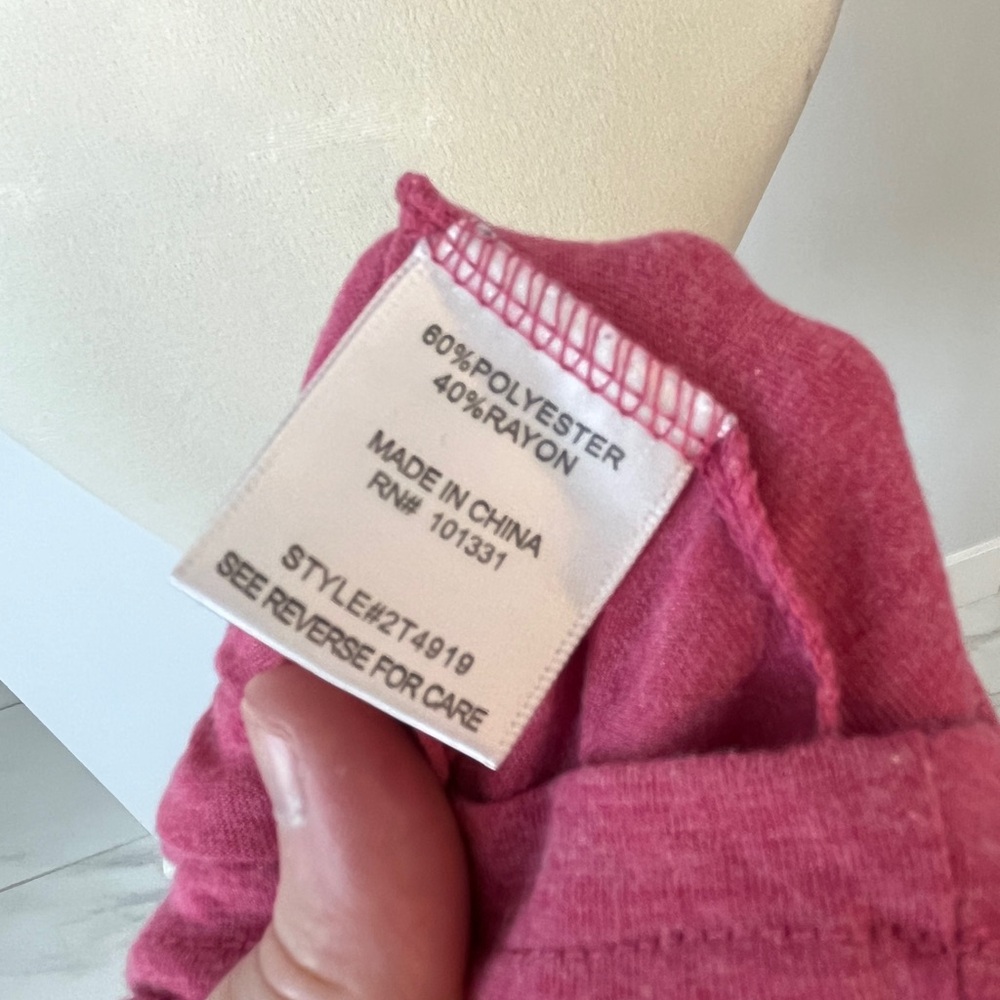 60%POLYESTER
40%RAYON
MADE IN CHINA
RN# 101331
STYLE#2T4919
SEE REVERSE FOR CARE